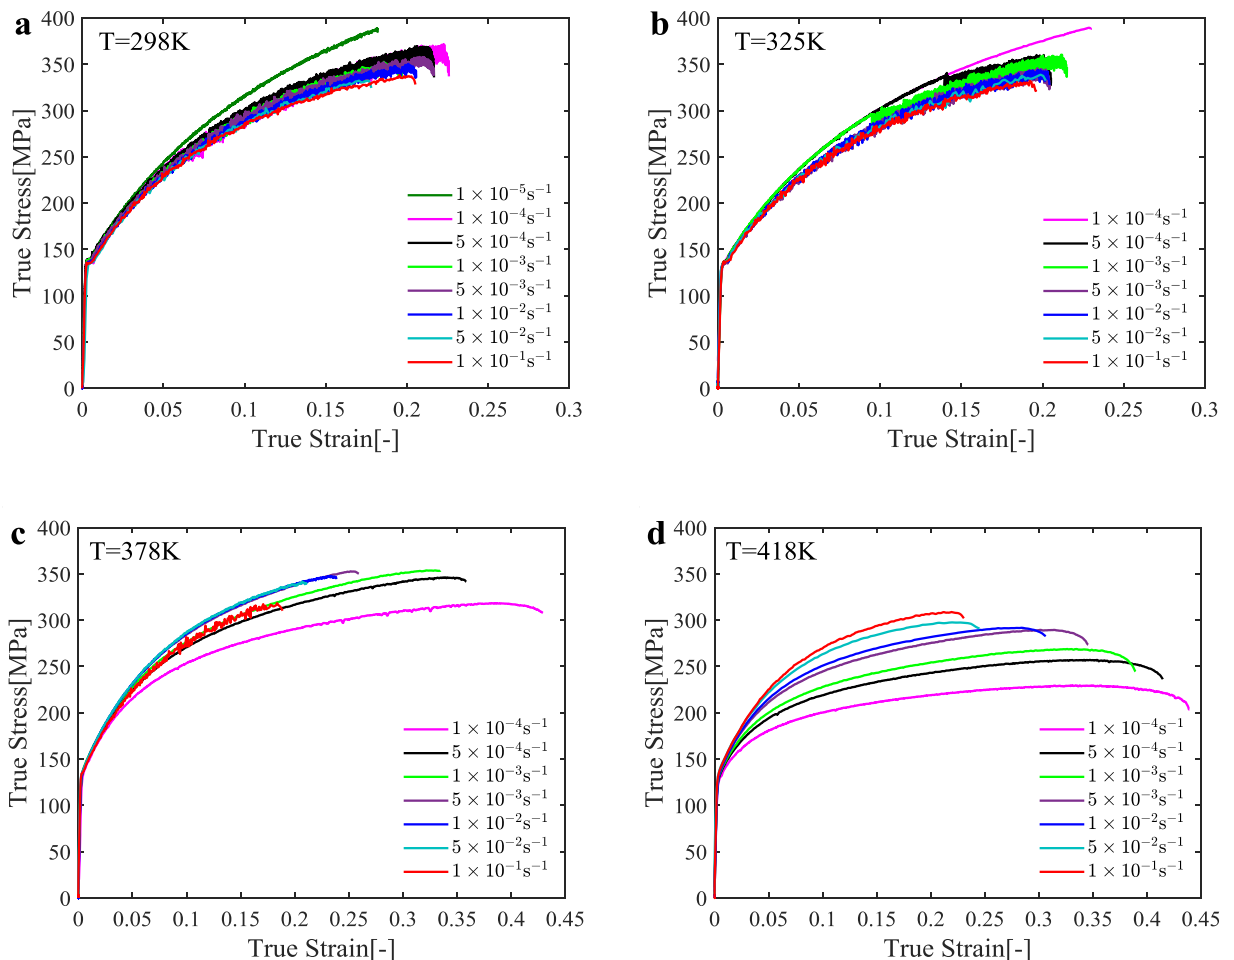 a
T=298K
True Stress[MPa]
400
350
300
250
200
150
100
50
0
1 × 10⁻⁵s⁻¹
1 × 10⁻⁴s⁻¹
5 × 10⁻⁴s⁻¹
1 × 10⁻³s⁻¹
5 × 10⁻³s⁻¹
1 × 10⁻²s⁻¹
5 × 10⁻²s⁻¹
1 × 10⁻¹s⁻¹
0 0.05 0.1 0.15 0.2 0.25 0.3
True Strain[-]
b
T=325K
True Stress[MPa]
400
350
300
250
200
150
100
50
0
1 × 10⁻⁴s⁻¹
5 × 10⁻⁴s⁻¹
1 × 10⁻³s⁻¹
5 × 10⁻³s⁻¹
1 × 10⁻²s⁻¹
5 × 10⁻²s⁻¹
1 × 10⁻¹s⁻¹
0 0.05 0.1 0.15 0.2 0.25 0.3
True Strain[-]
c
T=378K
True Stress[MPa]
400
350
300
250
200
150
100
50
0
1 × 10⁻⁴s⁻¹
5 × 10⁻⁴s⁻¹
1 × 10⁻³s⁻¹
5 × 10⁻³s⁻¹
1 × 10⁻²s⁻¹
5 × 10⁻²s⁻¹
1 × 10⁻¹s⁻¹
0 0.05 0.1 0.15 0.2 0.25 0.3 0.35 0.4 0.45
True Strain[-]
d
T=418K
True Stress[MPa]
400
350
300
250
200
150
100
50
0
1 × 10⁻⁴s⁻¹
5 × 10⁻⁴s⁻¹
1 × 10⁻³s⁻¹
5 × 10⁻³s⁻¹
1 × 10⁻²s⁻¹
5 × 10⁻²s⁻¹
1 × 10⁻¹s⁻¹
0 0.05 0.1 0.15 0.2 0.25 0.3 0.35 0.4 0.45
True Strain[-]